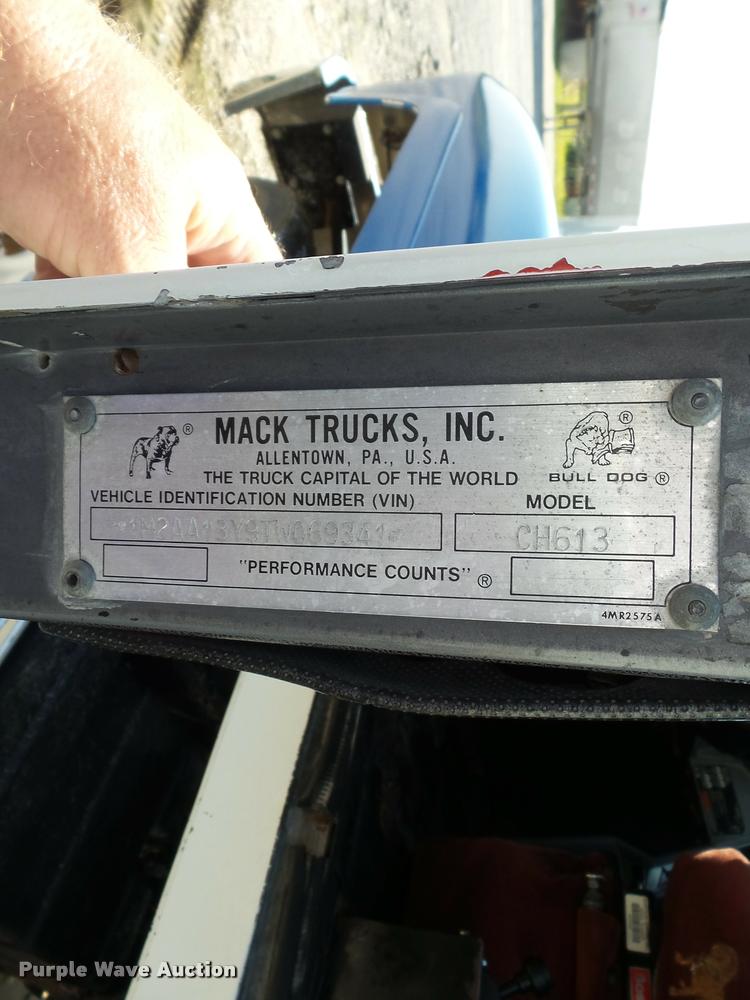 MACK TRUCKS, INC.
ALLENTOWN, PA., U.S.A.
THE TRUCK CAPITAL OF THE WORLD
BULL DOG ®
VEHICLE IDENTIFICATION NUMBER (VIN)
MODEL
CH613
"PERFORMANCE COUNTS" ®
4MR2575A
Purple Wave Auction